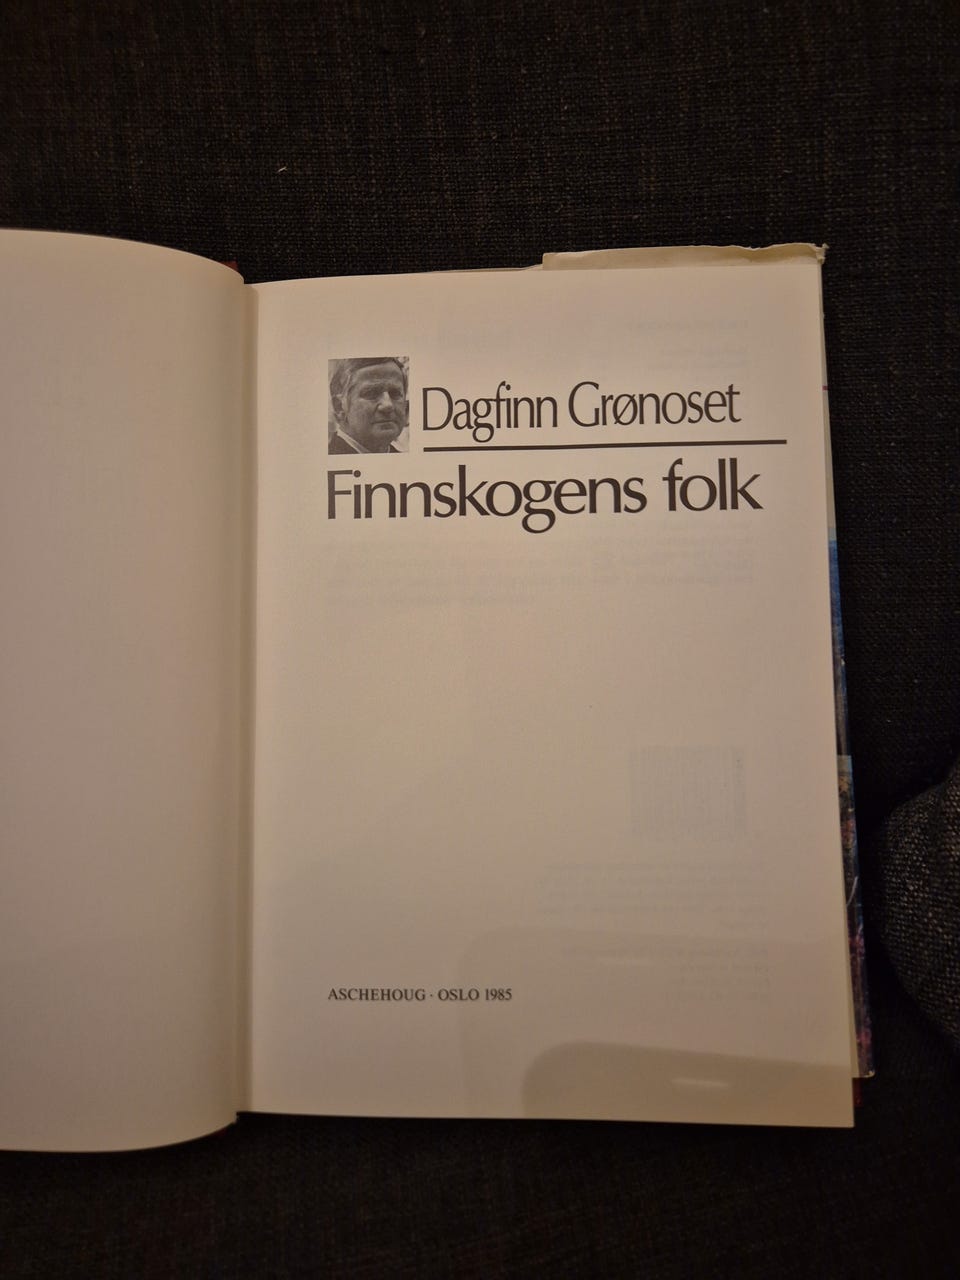 Dagfinn Grønoset
Finnskogens folk
ASCHEHOUG · OSLO 1985